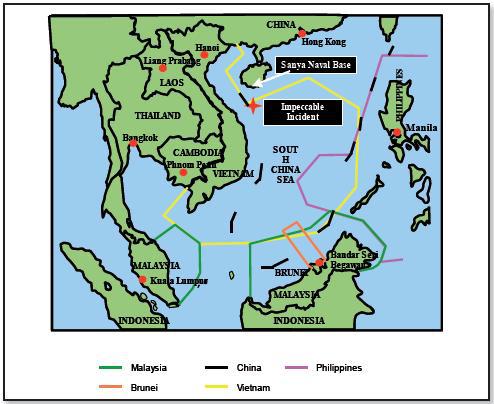 CHINA
Hong Kong
Hanoi
Sanya Naval Base
Liang Prabang
LAOS
Impeccable
Incident
PHILIPPINES
THAILAND
Manila
Bangkok
CAMBODIA
Phnom Penh
VIETNAM
SOUT
H
CHINA
SEA
MALAYSIA
Kuala Lumpur
BRUNEI
Bandar Seri
Begawan
MALAYSIA
INDONESIA
INDONESIA
Malaysia
China
Philippines
Brunei
Vietnam